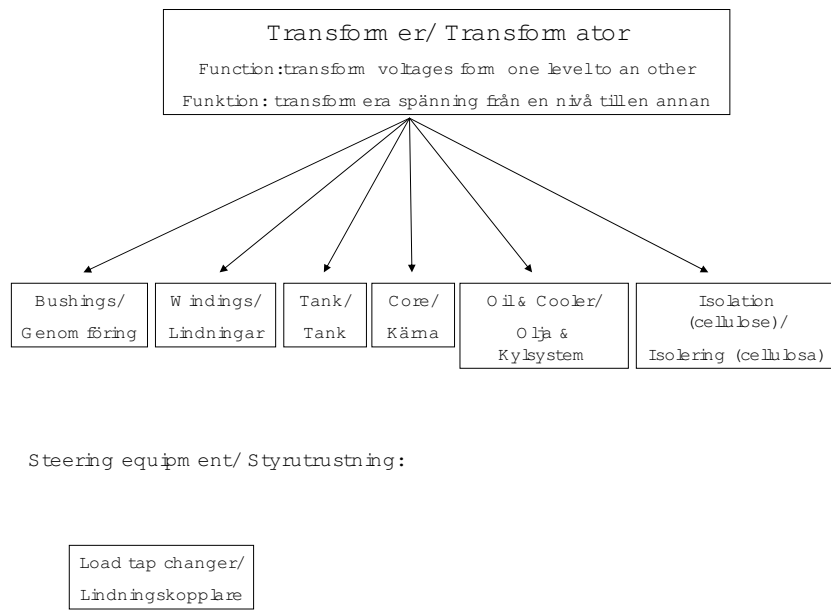 Transformer/Transformator
Function:transform voltages form one level to an other
Funktion: transformera spänning från en nivå till en annan
Bushings/
Genomföring
Windings/
Lindningar
Tank/
Tank
Core/
Kärna
Oil & Cooler/
Olja &
Kylsystem
Isolation
(cellulose)/
Isolering (cellulosa)
Steering equipment/Styrutrustning:
Load tap changer/
Lindningskopplare